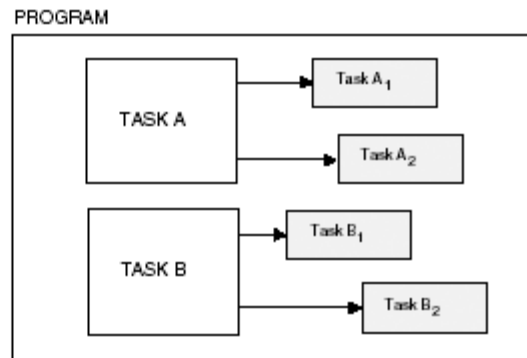 PROGRAM
TASK A
Task A1
Task A2
TASK B
Task B1
Task B2